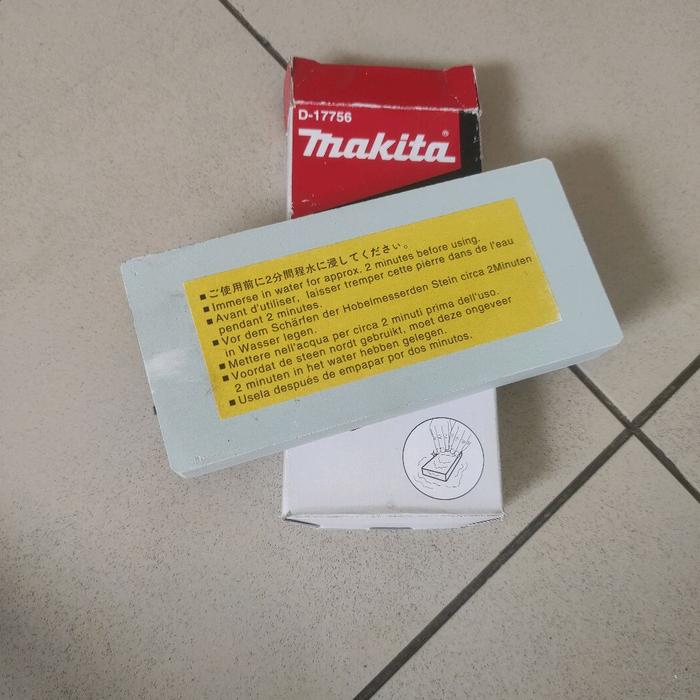 D-17756
makita®
■ご使用前に2分間程水に浸してください。
■Immerse in water for approx. 2 minutes before using.
■Avant d'utiliser, laisser tremper cette pièrre dans de l'eau
pendant 2 minutes.
■Vor dem Schärfen der Hobelmesserden Stein circa 2Minuten
in Wasser legen.
■Mettere nell'acqua per circa 2 minuti prima dell'uso.
■Voordat de steen nordt gebruikt, moet deze ongeveer
2 minuten in het water hebben gelegen.
■Usela después de empapar por dos minutos.